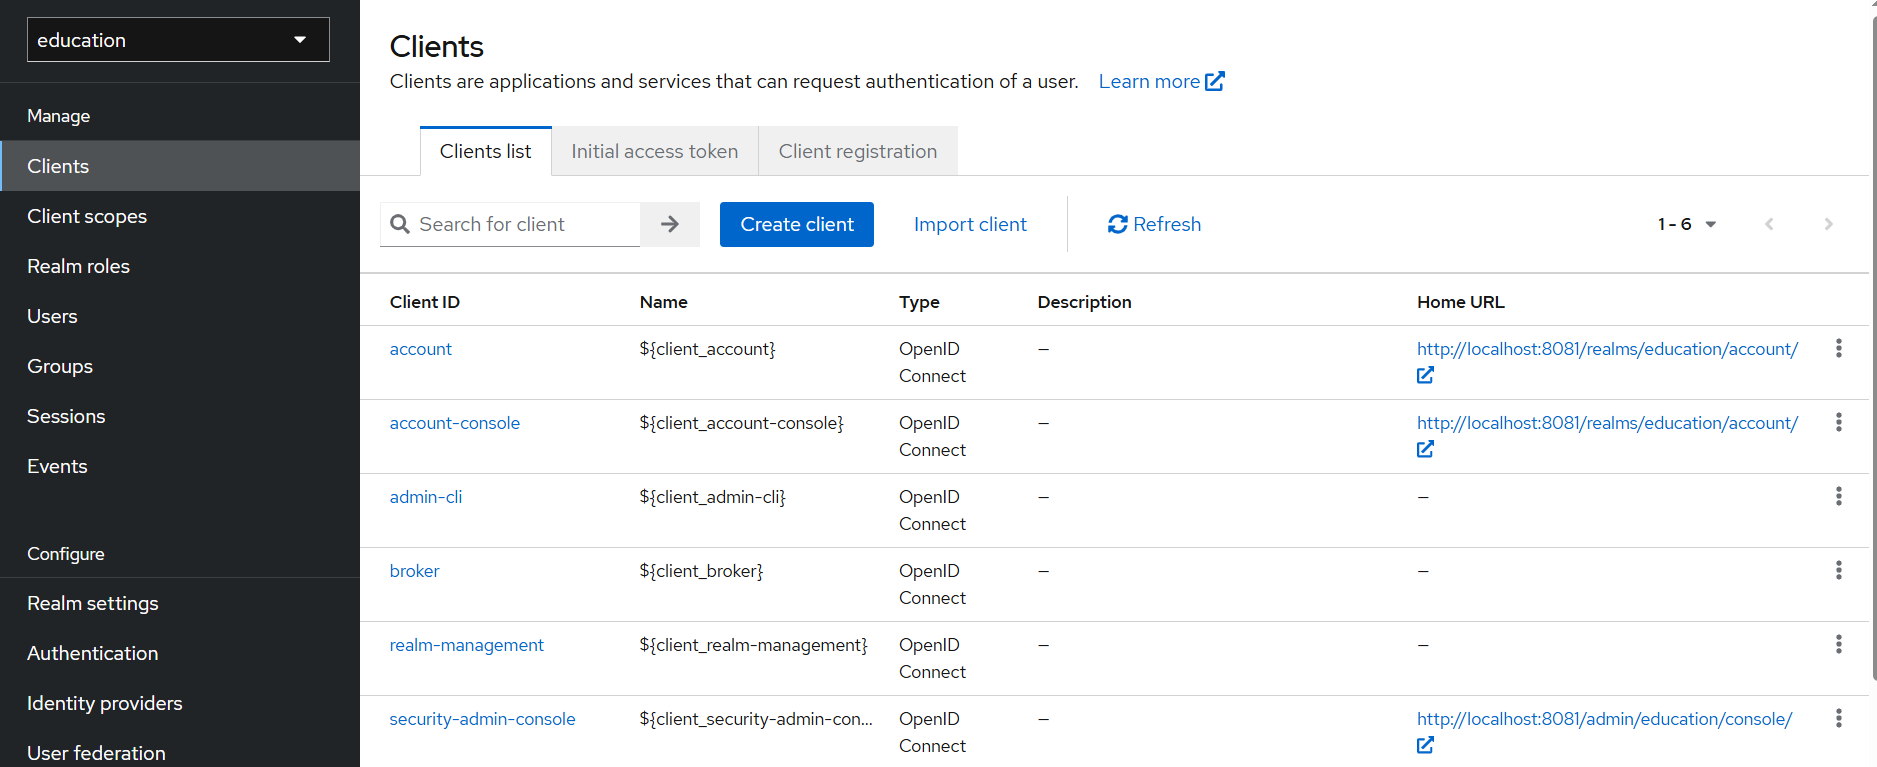 education
Manage
Clients
Client scopes
Realm roles
Users
Groups
Sessions
Events
Configure
Realm settings
Authentication
Identity providers
User federation
Clients
Clients are applications and services that can request authentication of a user. Learn more
Clients list Initial access token Client registration
Search for client Create client Import client Refresh 1 - 6
Client ID Name Type Description Home URL
account ${client_account} OpenID Connect – http://localhost:8081/realms/education/account/
account-console ${client_account-console} OpenID Connect – http://localhost:8081/realms/education/account/
admin-cli ${client_admin-cli} OpenID Connect – –
broker ${client_broker} OpenID Connect – –
realm-management ${client_realm-management} OpenID Connect – –
security-admin-console ${client_security-admin-con... OpenID Connect – http://localhost:8081/admin/education/console/